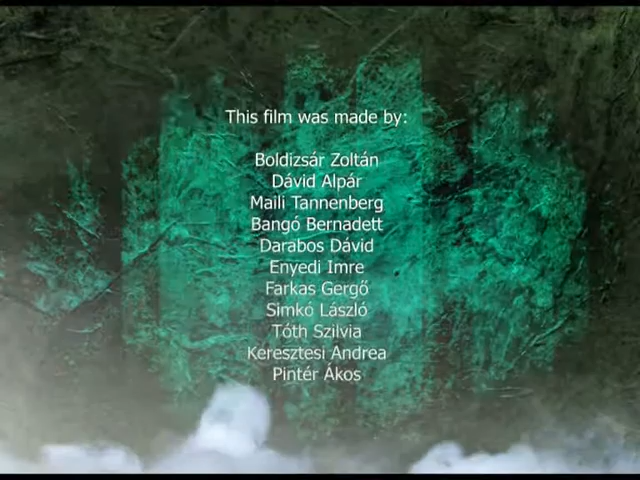 This film was made by:
Boldizsár Zoltán
Dávid Alpár
Maili Tannenberg
Bangó Bernadett
Darabos Dávid
Enyedi Imre
Farkas Gergő
Simkó László
Tóth Szilvia
Keresztesi Andrea
Pintér Ákos